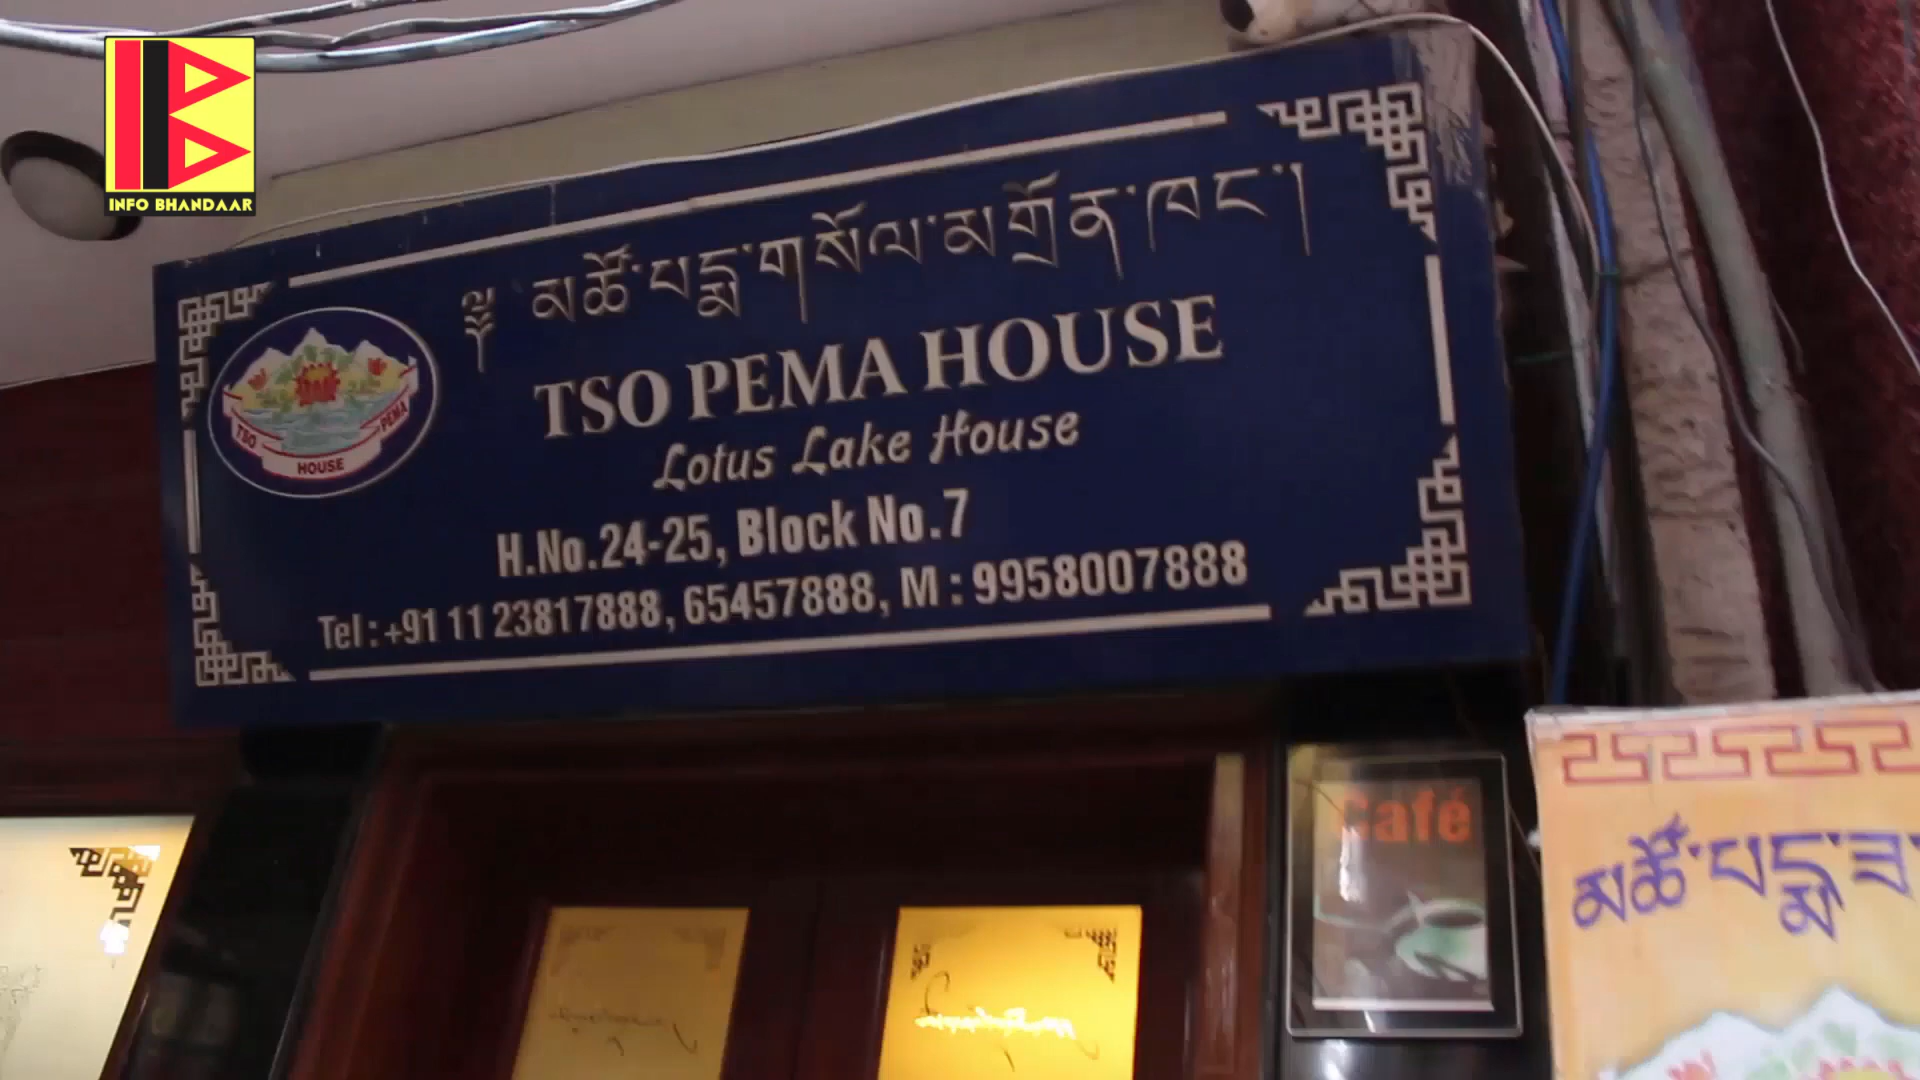 INFO BHANDAAR
༄ མཚོ་པདྨ་གསོལ་མགྲོན་ཁང་།
TSO PEMA HOUSE
TSO PEMA
HOUSE
Lotus Lake House
H.No.24-25, Block No.7
Tel : +91 11 23817888, 65457888, M : 9958007888
Café
མཚོ་པདྨ་